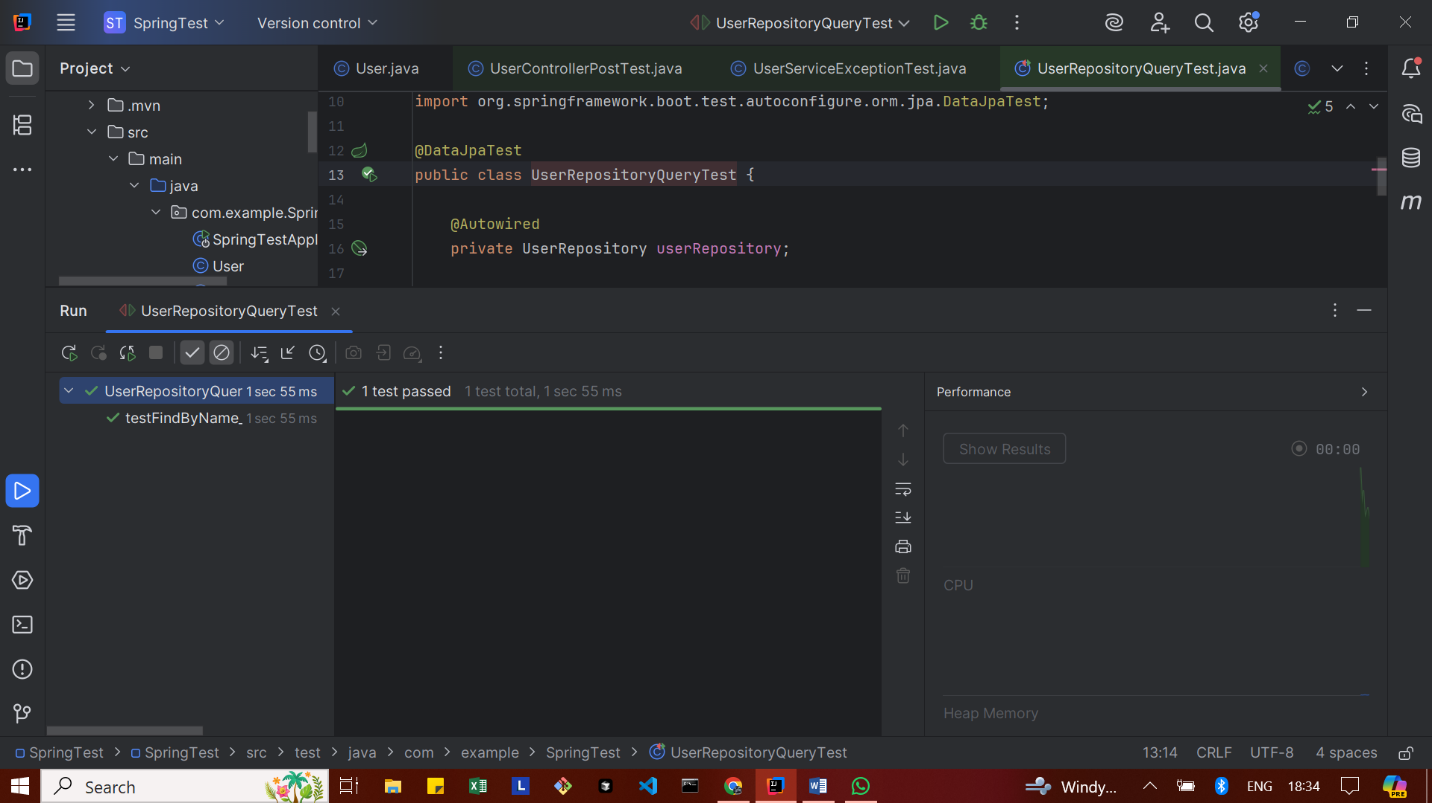 ST SpringTest Version control UserRepositoryQueryTest
Project
User.java UserControllerPostTest.java UserServiceExceptionTest.java UserRepositoryQueryTest.java
.mvn
src
main
java
com.example.Sprin
SpringTestAppl
User
10 import org.springframework.boot.test.autoconfigure.orm.jpa.DataJpaTest;
11
12 @DataJpaTest
13 public class UserRepositoryQueryTest {
14
15 @Autowired
16 private UserRepository userRepository;
17
5
Run UserRepositoryQueryTest
UserRepositoryQuer 1 sec 55 ms
testFindByName_ 1 sec 55 ms
1 test passed 1 test total, 1 sec 55 ms
Performance
Show Results 00:00
CPU
Heap Memory
SpringTest > SpringTest > src > test > java > com > example > SpringTest > UserRepositoryQueryTest 13:14 CRLF UTF-8 4 spaces
Search Windy... ENG 18:34
PRE